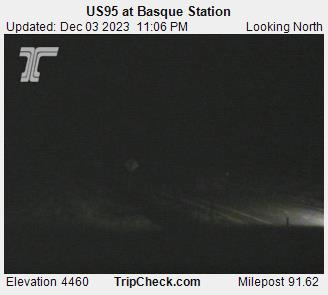 US95 at Basque Station
Updated: Dec 03 2023 11:06 PM Looking North
Elevation 4460 TripCheck.com Milepost 91.62